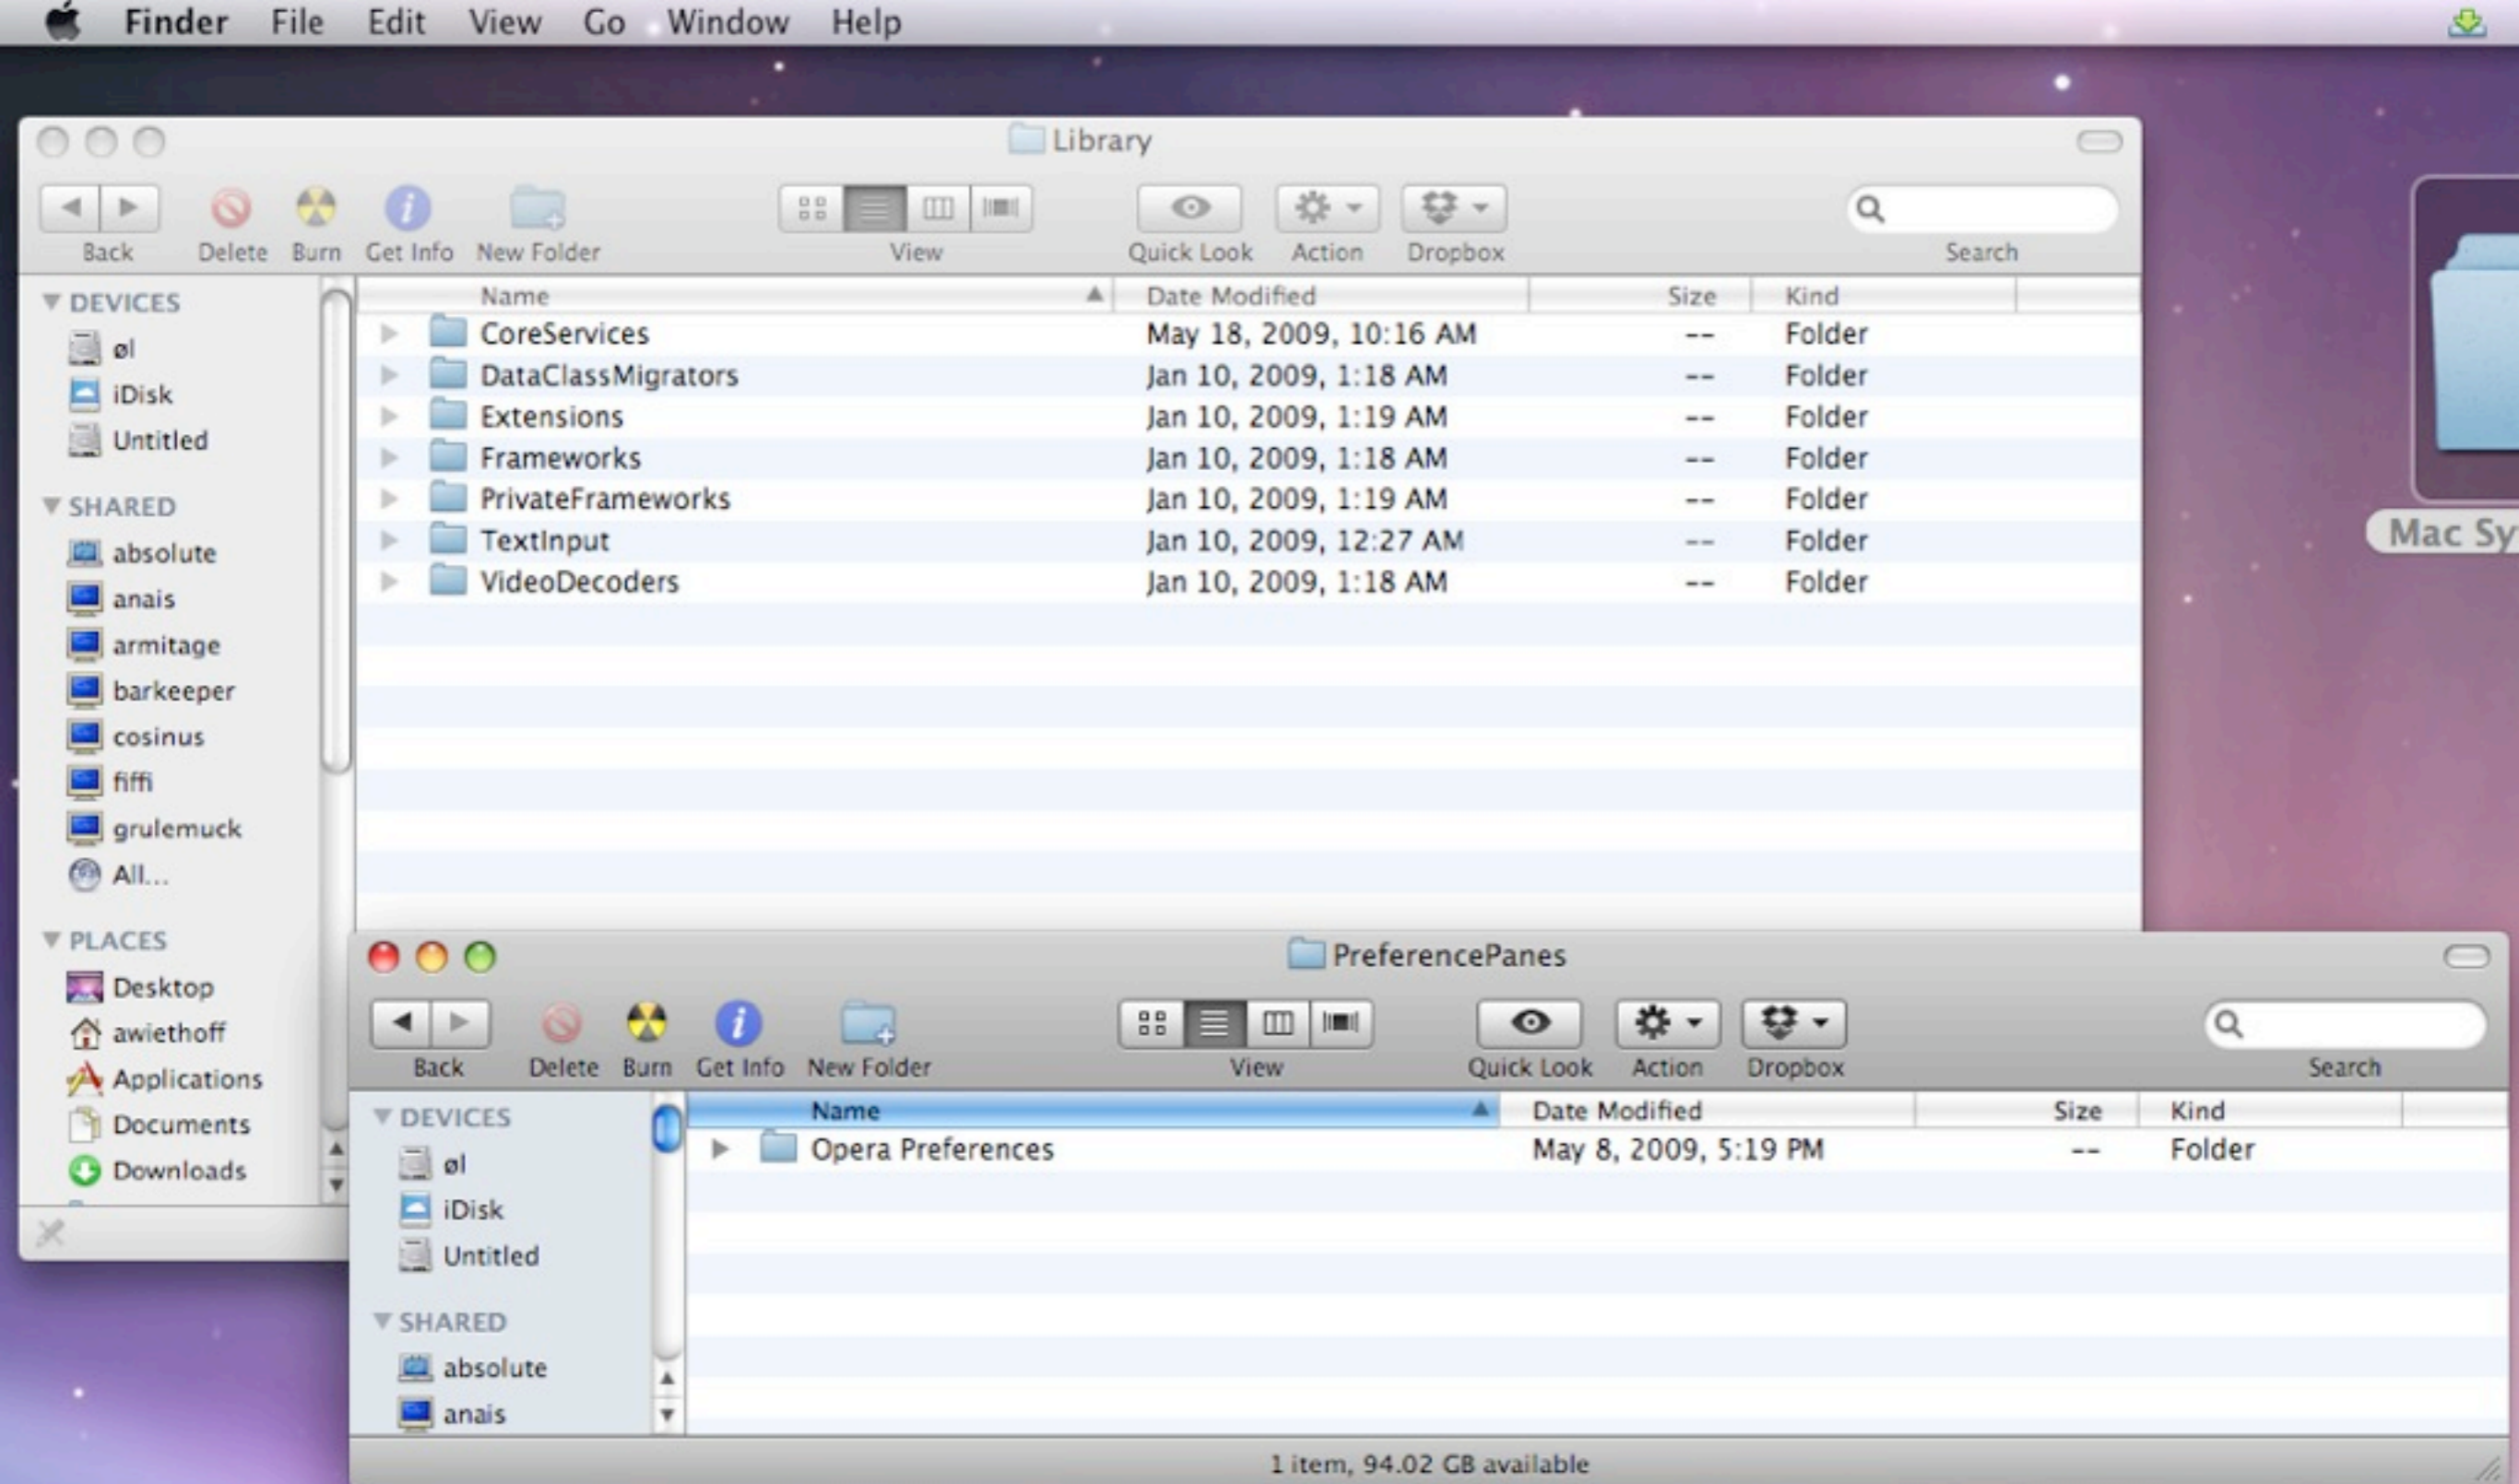 Finder File Edit View Go Window Help
Library
Back Delete Burn Get Info New Folder View Quick Look Action Dropbox Search
DEVICES
øl
iDisk
Untitled
SHARED
absolute
anais
armitage
barkeeper
cosinus
fiffi
grulemuck
All...
PLACES
Desktop
awiethoff
Applications
Documents
Downloads
Name Date Modified Size Kind
CoreServices May 18, 2009, 10:16 AM -- Folder
DataClassMigrators Jan 10, 2009, 1:18 AM -- Folder
Extensions Jan 10, 2009, 1:19 AM -- Folder
Frameworks Jan 10, 2009, 1:18 AM -- Folder
PrivateFrameworks Jan 10, 2009, 1:19 AM -- Folder
TextInput Jan 10, 2009, 12:27 AM -- Folder
VideoDecoders Jan 10, 2009, 1:18 AM -- Folder
Mac Sy
PreferencePanes
Back Delete Burn Get Info New Folder View Quick Look Action Dropbox Search
DEVICES
øl
iDisk
Untitled
SHARED
absolute
anais
Name Date Modified Size Kind
Opera Preferences May 8, 2009, 5:19 PM -- Folder
1 item, 94.02 GB available